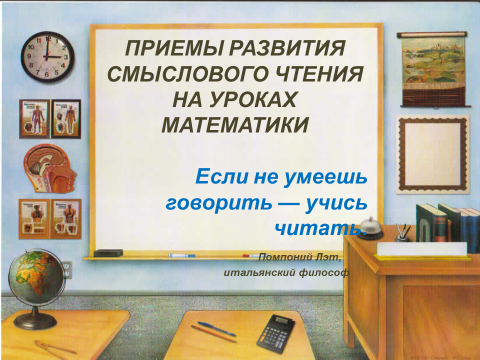 ПРИЕМЫ РАЗВИТИЯ
СМЫСЛОВОГО ЧТЕНИЯ
НА УРОКАХ
МАТЕМАТИКИ
Если не умеешь
говорить — учись
читать.
Помпоний Лэт,
итальянский философ